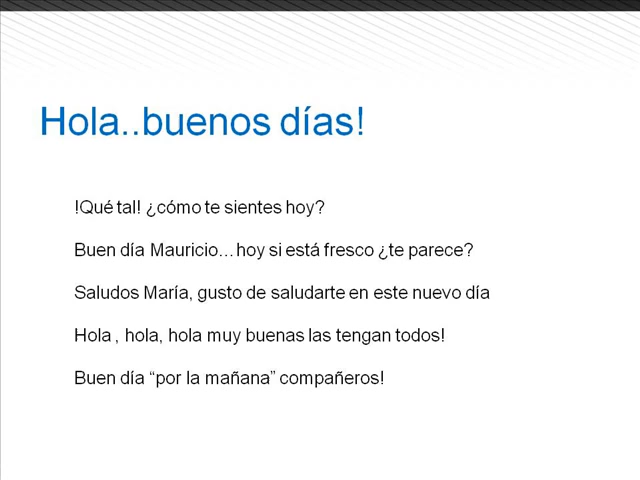 Hola..buenos días!
!Qué tal! ¿cómo te sientes hoy?
Buen día Mauricio...hoy si está fresco ¿te parece?
Saludos María, gusto de saludarte en este nuevo día
Hola , hola, hola muy buenas las tengan todos!
Buen día “por la mañana” compañeros!